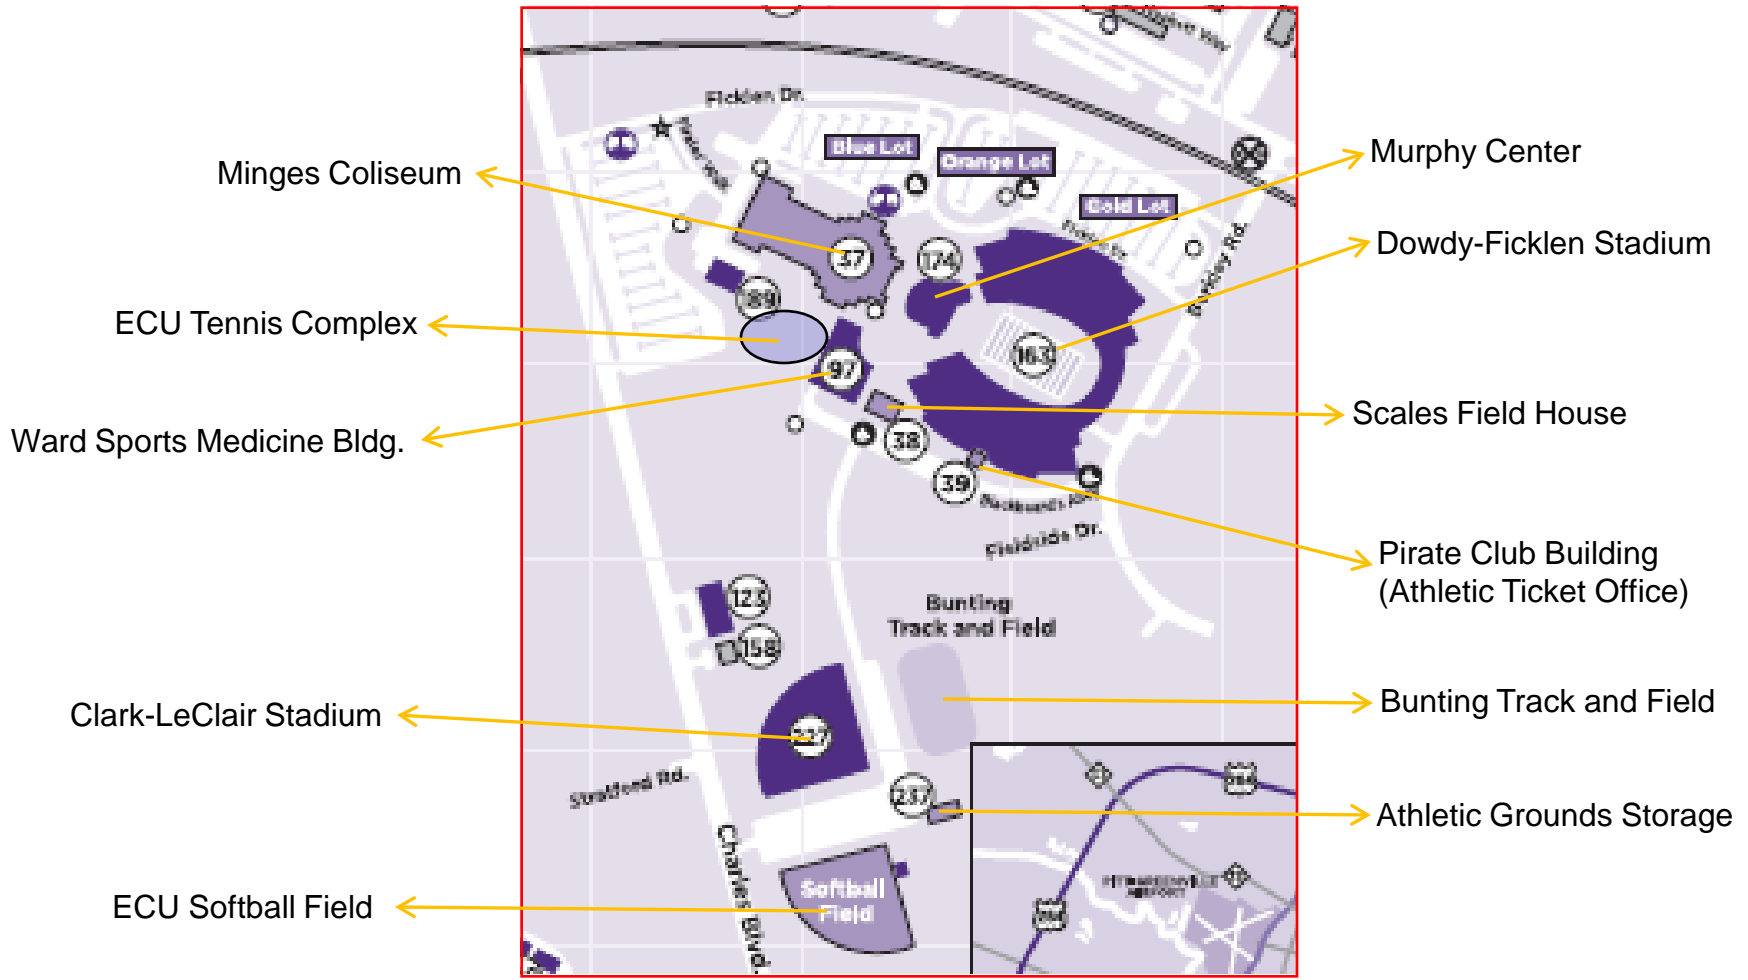 Ficklen Dr.
Blue Lot
Orange Lot
Gold Lot
Murphy Center
Minges Coliseum
Dowdy-Ficklen Stadium
37
174
189
ECU Tennis Complex
163
97
Scales Field House
Ward Sports Medicine Bldg.
38
39
Fieldside Dr.
Pirate Club Building
(Athletic Ticket Office)
123
Bunting
Track and Field
158
Bunting Track and Field
Clark-LeClair Stadium
Stratford Rd.
237
Athletic Grounds Storage
Charles Blvd.
Softball
Field
ECU Softball Field